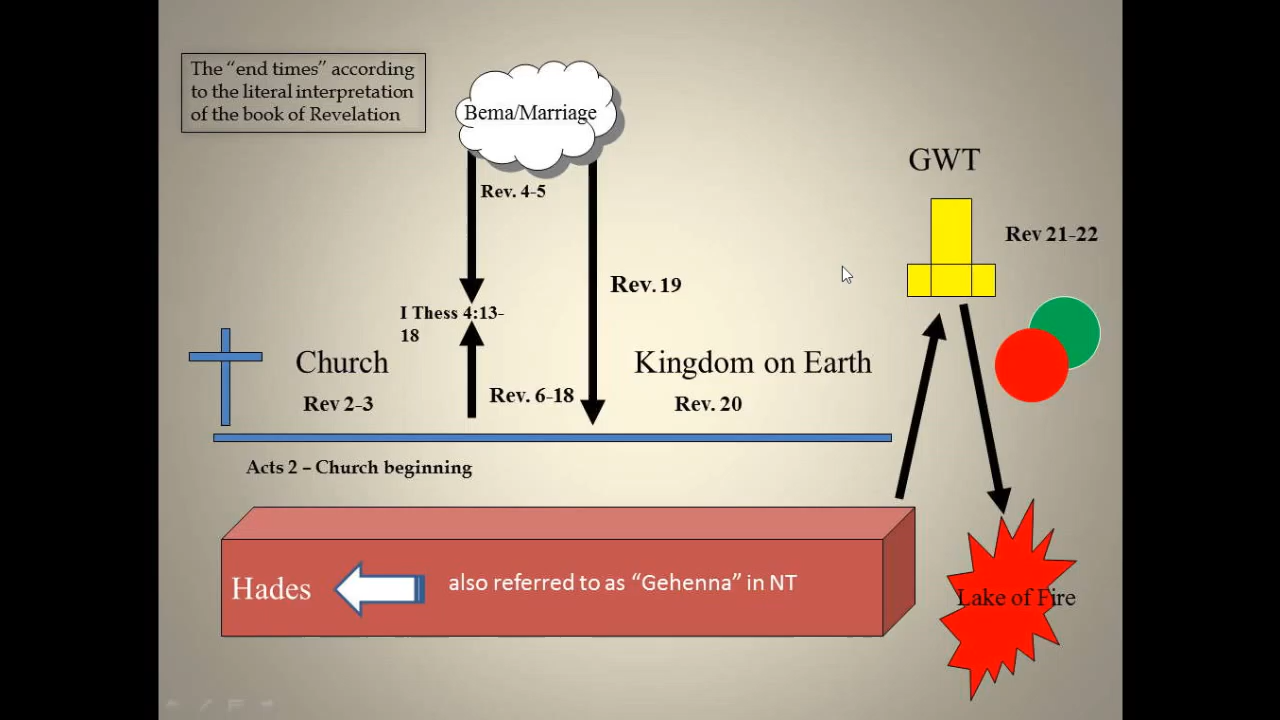 The “end times” according
to the literal interpretation
of the book of Revelation
Bema/Marriage
Rev. 4-5
GWT
Rev 21-22
Rev. 19
I Thess 4:13-
18
Church
Rev 2-3
Rev. 6-18
Kingdom on Earth
Rev. 20
Acts 2 – Church beginning
Hades
also referred to as “Gehenna” in NT
Lake of Fire